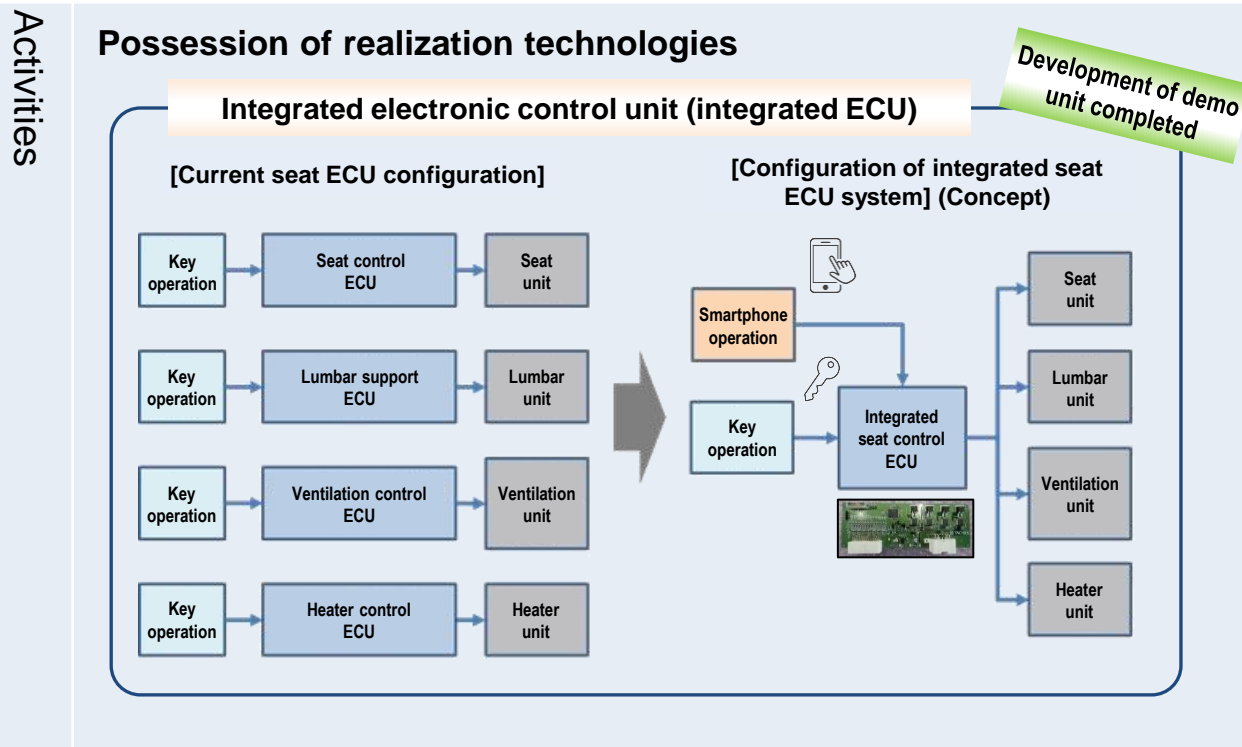 Activities
Possession of realization technologies
Development of demo
unit completed
Integrated electronic control unit (integrated ECU)
[Current seat ECU configuration]
Key
operation
Seat control
ECU
Seat
unit
Key
operation
Lumbar support
ECU
Lumbar
unit
Key
operation
Ventilation control
ECU
Ventilation
unit
Key
operation
Heater control
ECU
Heater
unit
[Configuration of integrated seat
ECU system] (Concept)
Smartphone
operation
Key
operation
Integrated
seat control
ECU
Seat
unit
Lumbar
unit
Ventilation
unit
Heater
unit